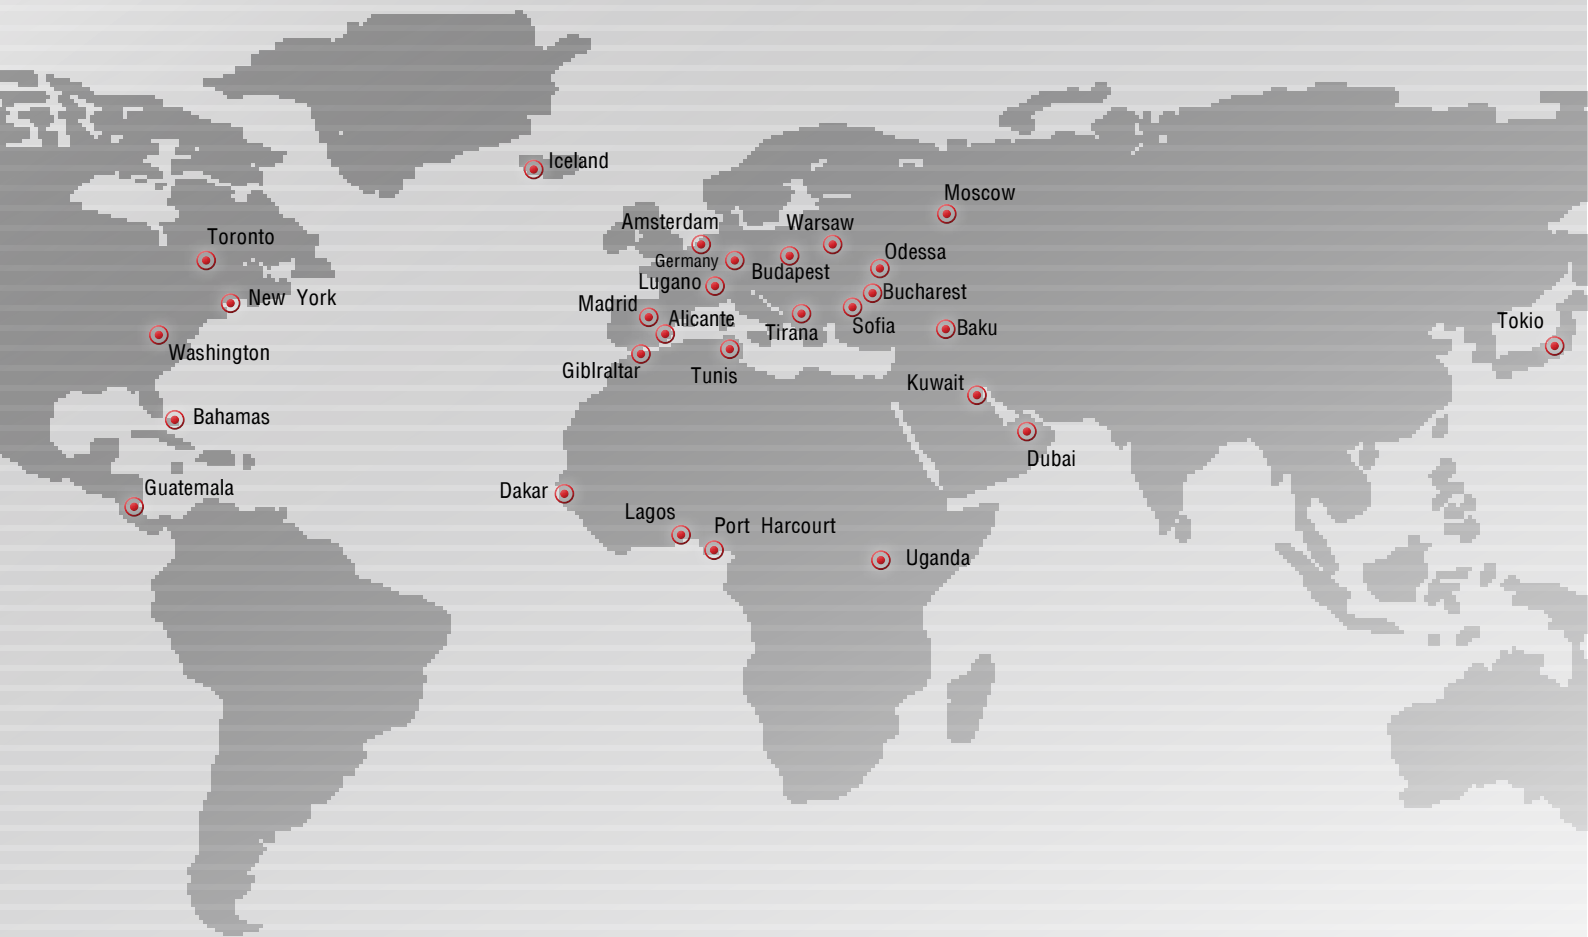 Iceland
Moscow
Amsterdam
Warsaw
Toronto
Odessa
Germany
Budapest
Lugano
Bucharest
New York
Madrid
Alicante
Tokio
Sofia
Baku
Tirana
Washington
Giblraltar
Tunis
Kuwait
Bahamas
Dubai
Guatemala
Dakar
Lagos
Port Harcourt
Uganda